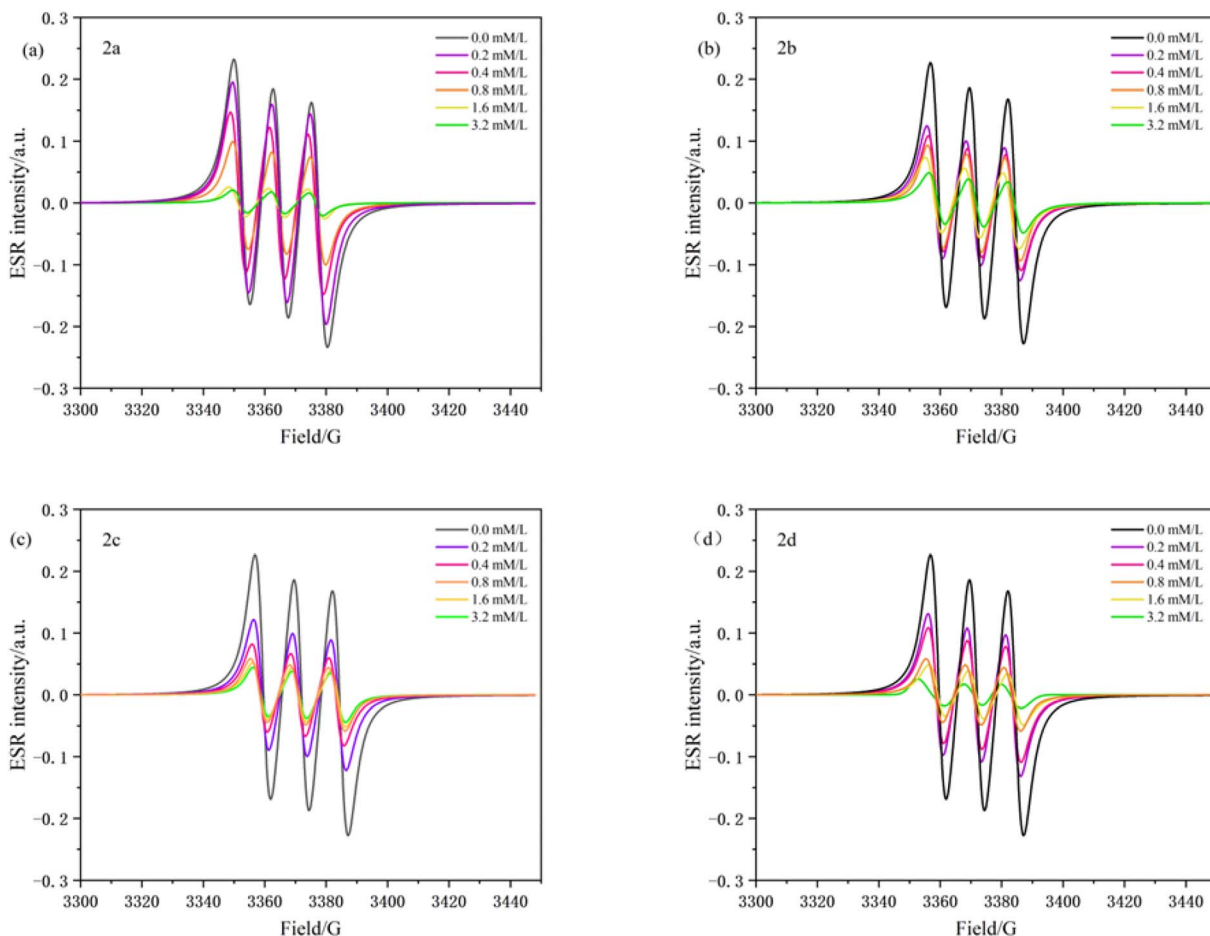 (a)
2a
0.0 mM/L
0.2 mM/L
0.4 mM/L
0.8 mM/L
1.6 mM/L
3.2 mM/L
0.3
0.2
0.1
0.0
−0.1
−0.2
−0.3
ESR intensity/a.u.
3300 3320 3340 3360 3380 3400 3420 3440
Field/G
(b)
2b
0.0 mM/L
0.2 mM/L
0.4 mM/L
0.8 mM/L
1.6 mM/L
3.2 mM/L
0.3
0.2
0.1
0.0
−0.1
−0.2
−0.3
ESR intensity/a.u.
3300 3320 3340 3360 3380 3400 3420 3440
Field/G
(c)
2c
0.0 mM/L
0.2 mM/L
0.4 mM/L
0.8 mM/L
1.6 mM/L
3.2 mM/L
0.3
0.2
0.1
0.0
−0.1
−0.2
−0.3
ESR intensity/a.u.
3300 3320 3340 3360 3380 3400 3420 3440
Field/G
（d）
2d
0.0 mM/L
0.2 mM/L
0.4 mM/L
0.8 mM/L
1.6 mM/L
3.2 mM/L
0.3
0.2
0.1
0.0
−0.1
−0.2
−0.3
ESR intensity/a.u.
3300 3320 3340 3360 3380 3400 3420 3440
Field/G